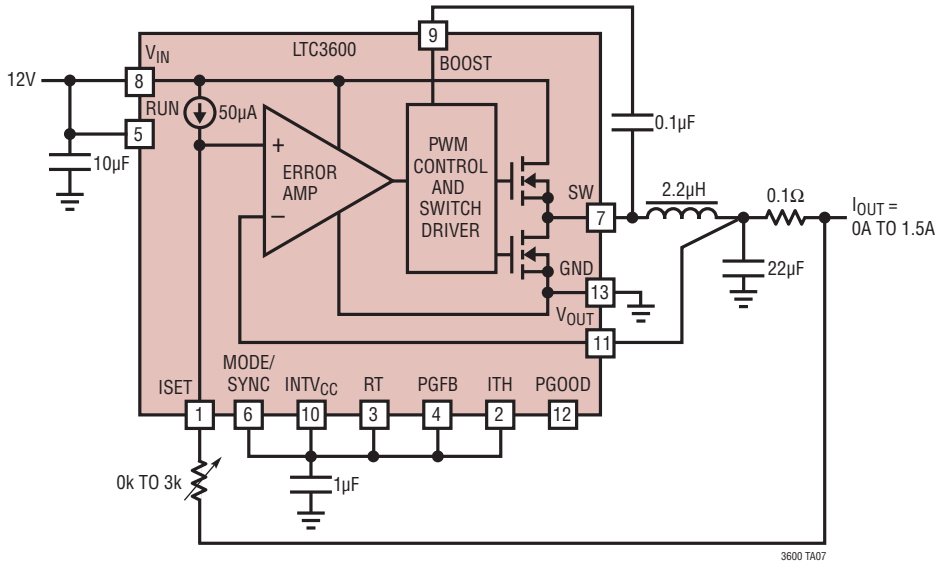 LTC3600
9
BOOST
V_IN
12V
8
RUN
50µA
5
10µF
+
ERROR
AMP
–
PWM
CONTROL
AND
SWITCH
DRIVER
0.1µF
SW
7
2.2µH
0.1Ω
I_OUT =
0A TO 1.5A
22µF
GND
13
V_OUT
11
MODE/
SYNC
ISET
INTV_CC
RT
PGFB
ITH
PGOOD
1
6
10
3
4
2
12
0k TO 3k
1µF
3600 TA07